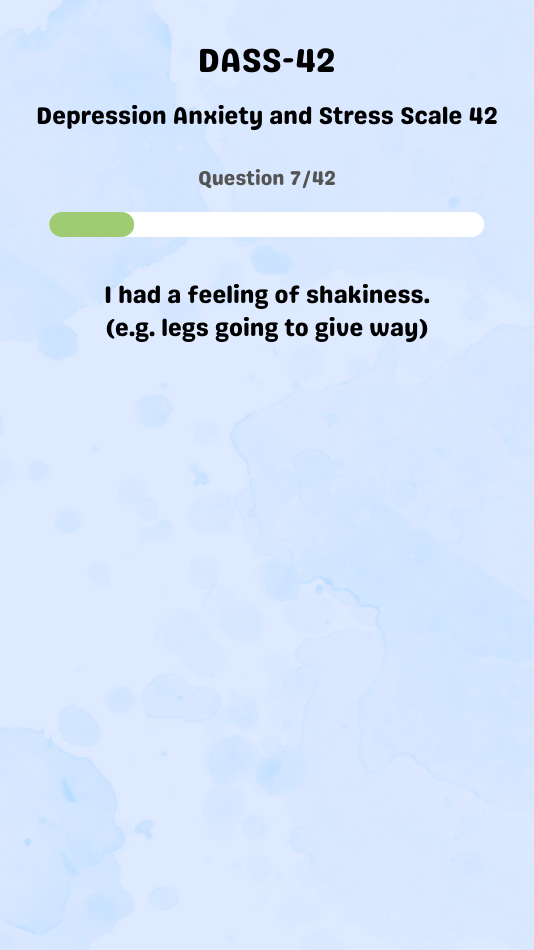 DASS-42
Depression Anxiety and Stress Scale 42
Question 7/42
I had a feeling of shakiness.
(e.g. legs going to give way)